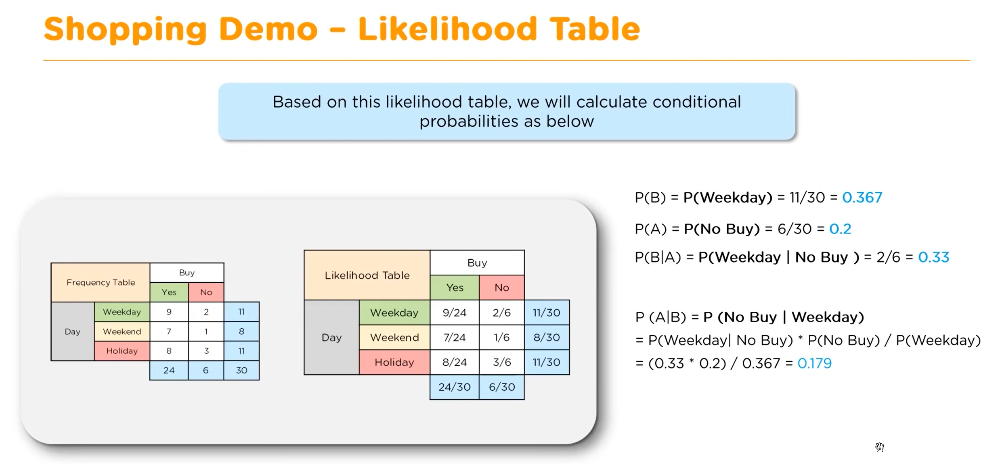 Shopping Demo – Likelihood Table
Based on this likelihood table, we will calculate conditional
probabilities as below
Frequency Table
Buy
Yes No
Day
Weekday 9 2 11
Weekend 7 1 8
Holiday 8 3 11
24 6 30
Likelihood Table
Buy
Yes No
Day
Weekday 9/24 2/6 11/30
Weekend 7/24 1/6 8/30
Holiday 8/24 3/6 11/30
24/30 6/30
P(B) = P(Weekday) = 11/30 = 0.367
P(A) = P(No Buy) = 6/30 = 0.2
P(B|A) = P(Weekday | No Buy ) = 2/6 = 0.33
P (A|B) = P (No Buy | Weekday)
= P(Weekday| No Buy) * P(No Buy) / P(Weekday)
= (0.33 * 0.2) / 0.367 = 0.179